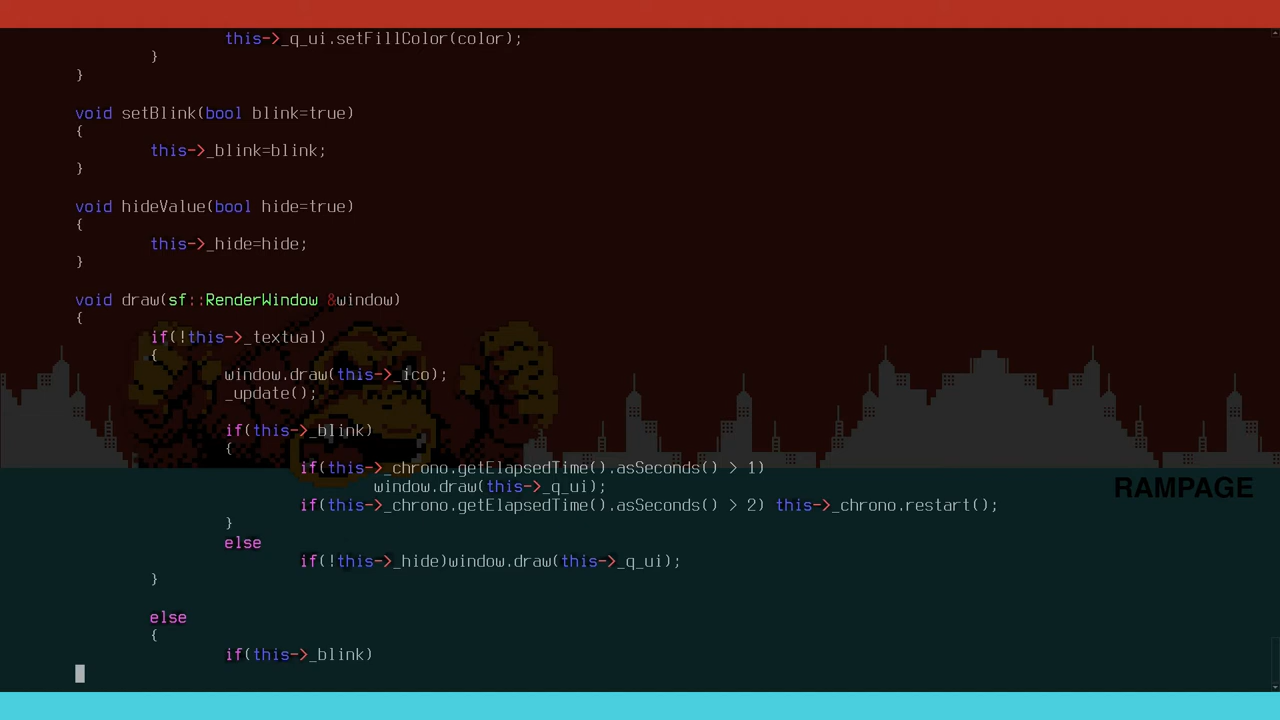 this->_q_ui.setFillColor(color);
}
}
void setBlink(bool blink=true)
{
this->_blink=blink;
}
void hideValue(bool hide=true)
{
this->_hide=hide;
}
void draw(sf::RenderWindow &window)
{
if(!this->_textual)
{
window.draw(this->_ico);
_update();
if(this->_blink)
{
if(this->_chrono.getElapsedTime().asSeconds() > 1)
window.draw(this->_q_ui);
RAMPAGE
if(this->_chrono.getElapsedTime().asSeconds() > 2) this->_chrono.restart();
}
else
if(!this->_hide)window.draw(this->_q_ui);
}
else
{
if(this->_blink)